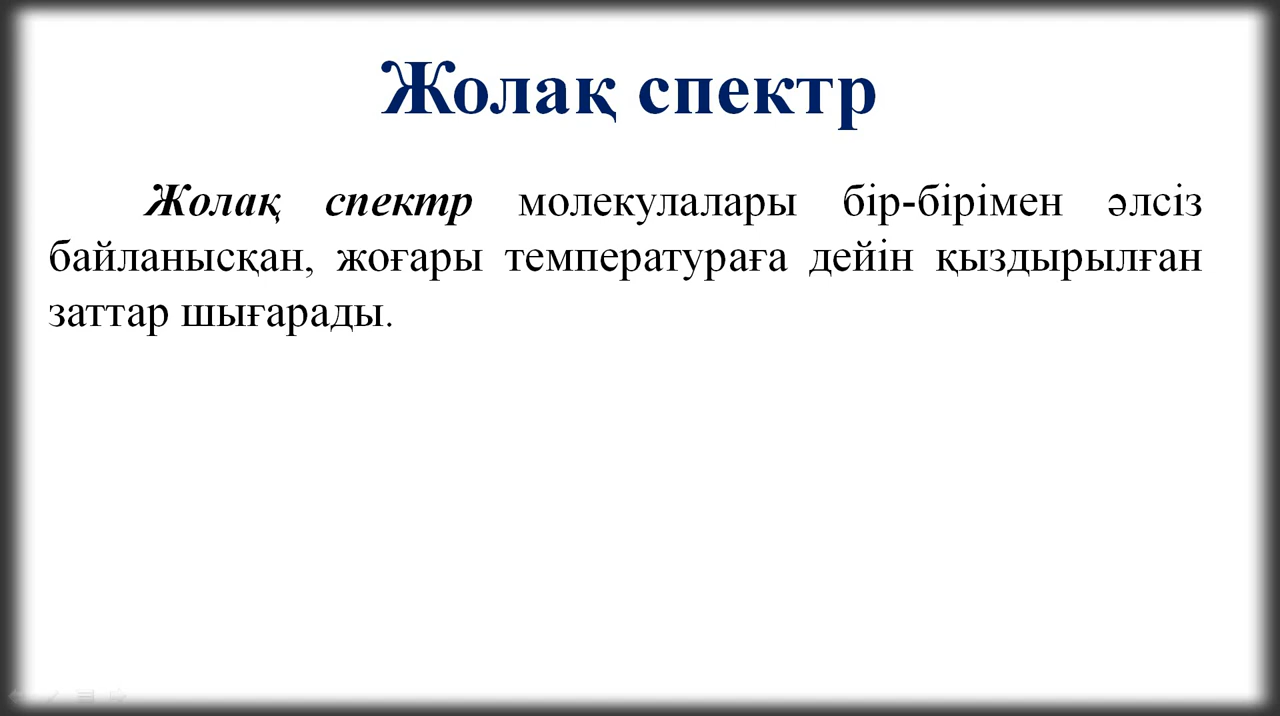 Жолақ спектр
Жолақ спектр молекулалары бір-бірімен әлсіз
байланысқан, жоғары температураға дейін қыздырылған
заттар шығарады.